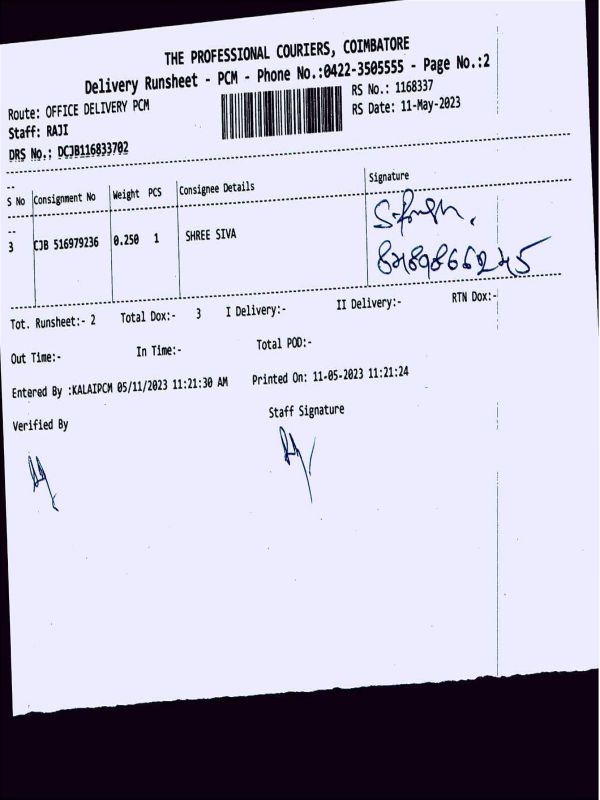 THE PROFESSIONAL COURIERS, COIMBATORE
Delivery Runsheet - PCM - Phone No.:0422-3505555 - Page No.:2
Route: OFFICE DELIVERY PCM
RS No.: 1168337
Staff: RAJI
RS Date: 11-May-2023
DRS No.: DCJB116833702
--
S No Consignment No Weight PCS Consignee Details Signature
--
3 CJB 516979236 0.250 1 SHREE SIVA
Tot. Runsheet:- 2 Total Dox:- 3 I Delivery:- II Delivery:- RTN Dox:-
Out Time:- In Time:- Total POD:-
Entered By :KALAIPCM 05/11/2023 11:21:30 AM Printed On: 11-05-2023 11:21:24
Verified By Staff Signature